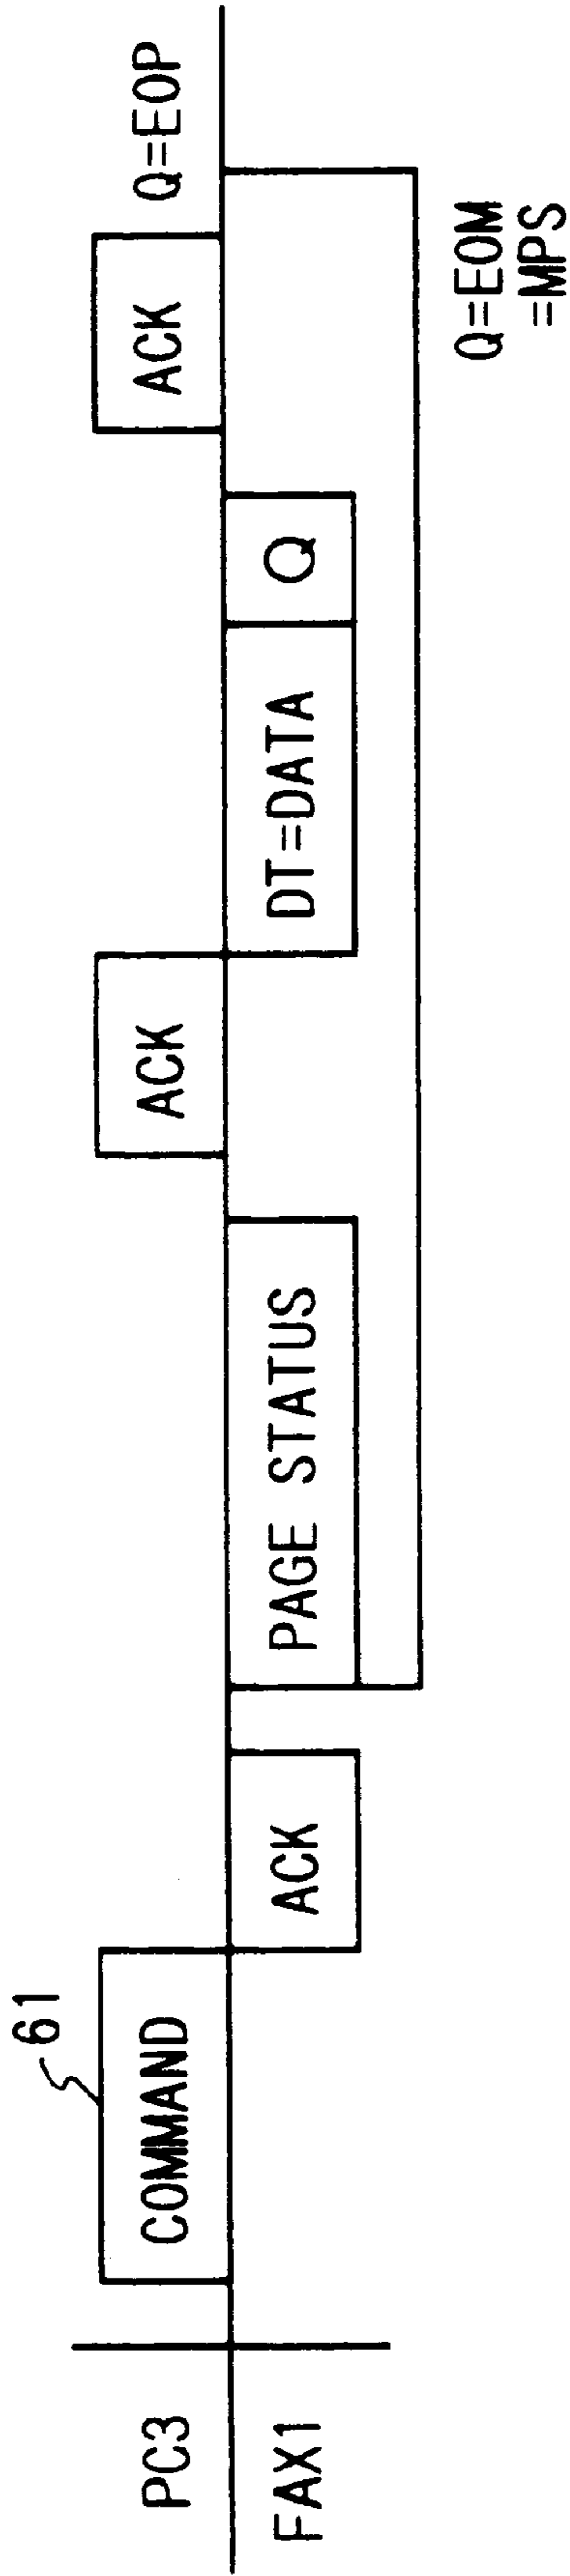 PC3
FAX1
61
COMMAND
ACK
PAGE STATUS
ACK
DT=DATA
Q
ACK
Q=EOP
Q=EOM
=MPS